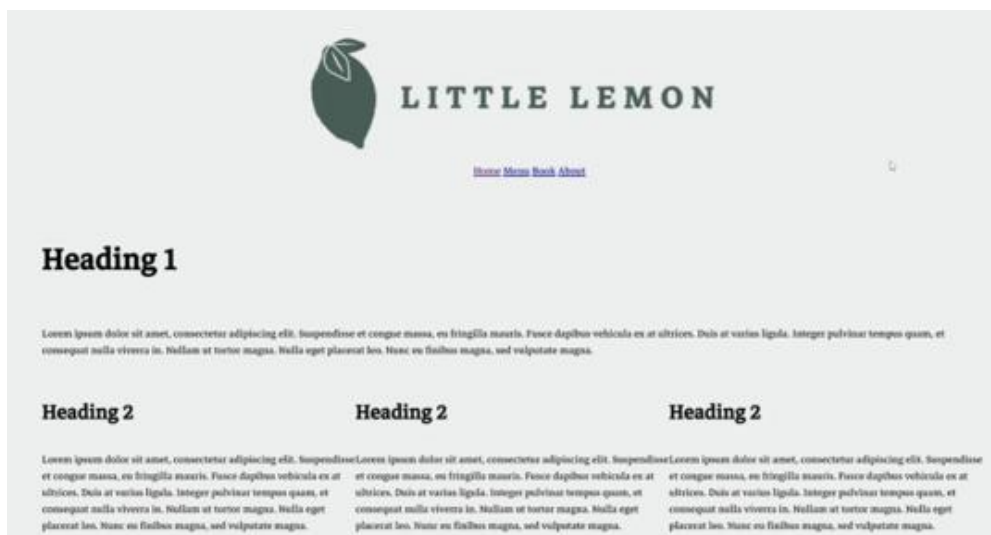 LITTLE LEMON
Home Menu Book About
Heading 1
Lorem ipsum dolor sit amet, consectetur adipiscing elit. Suspendisse et congue massa, eu fringilla mauris. Fusce dapibus vehicula ex at ultrices. Duis at varius ligula. Integer pulvinar tempus quam, et
consequat nulla viverra in. Nullam ut tortor magna. Nulla eget placerat leo. Nunc eu finibus magna, sed vulputate magna.
Heading 2
Lorem ipsum dolor sit amet, consectetur adipiscing elit. Suspendisse
et congue massa, eu fringilla mauris. Fusce dapibus vehicula ex at
ultrices. Duis at varius ligula. Integer pulvinar tempus quam, et
consequat nulla viverra in. Nullam ut tortor magna. Nulla eget
placerat leo. Nunc eu finibus magna, sed vulputate magna.
Heading 2
Lorem ipsum dolor sit amet, consectetur adipiscing elit. Suspendisse
et congue massa, eu fringilla mauris. Fusce dapibus vehicula ex at
ultrices. Duis at varius ligula. Integer pulvinar tempus quam, et
consequat nulla viverra in. Nullam ut tortor magna. Nulla eget
placerat leo. Nunc eu finibus magna, sed vulputate magna.
Heading 2
Lorem ipsum dolor sit amet, consectetur adipiscing elit. Suspendisse
et congue massa, eu fringilla mauris. Fusce dapibus vehicula ex at
ultrices. Duis at varius ligula. Integer pulvinar tempus quam, et
consequat nulla viverra in. Nullam ut tortor magna. Nulla eget
placerat leo. Nunc eu finibus magna, sed vulputate magna.